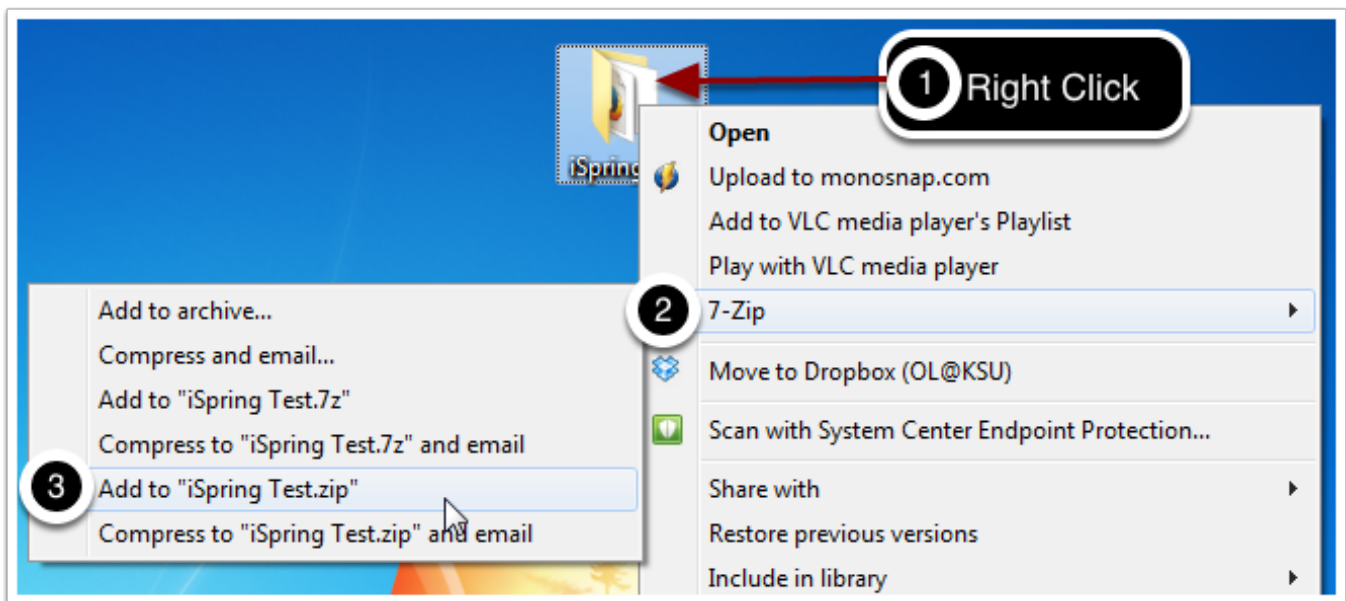 1 Right Click
iSpring
Open
Upload to monosnap.com
Add to VLC media player's Playlist
Play with VLC media player
2 7-Zip
Move to Dropbox (OL@KSU)
Scan with System Center Endpoint Protection...
Share with
Restore previous versions
Include in library
Add to archive...
Compress and email...
Add to "iSpring Test.7z"
Compress to "iSpring Test.7z" and email
3 Add to "iSpring Test.zip"
Compress to "iSpring Test.zip" and email